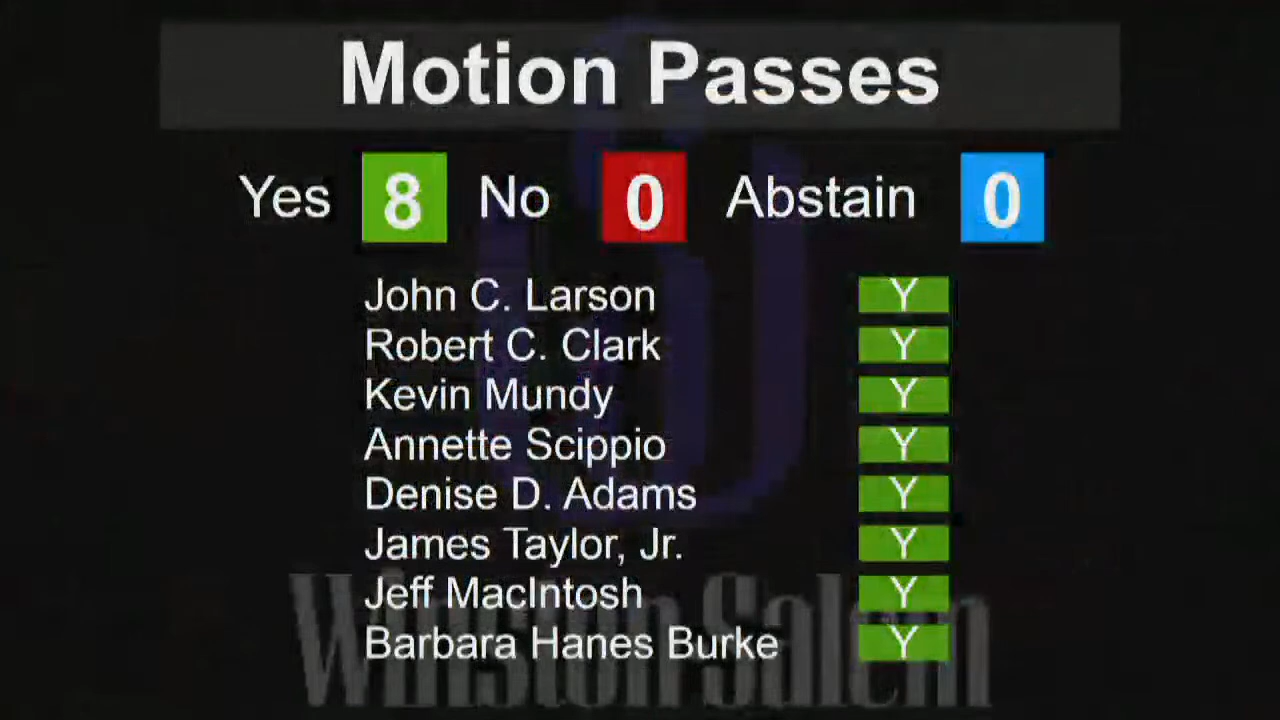 Motion Passes
Yes 8 No 0 Abstain 0
John C. Larson Y
Robert C. Clark Y
Kevin Mundy Y
Annette Scippio Y
Denise D. Adams Y
James Taylor, Jr. Y
Jeff MacIntosh Y
Barbara Hanes Burke Y
Winston-Salem